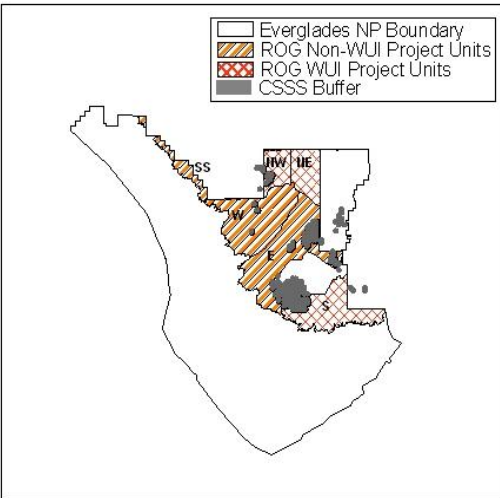 Everglades NP Boundary
ROG Non-WUI Project Units
ROG WUI Project Units
CSSS Buffer
NW NE
SS
W
E
S